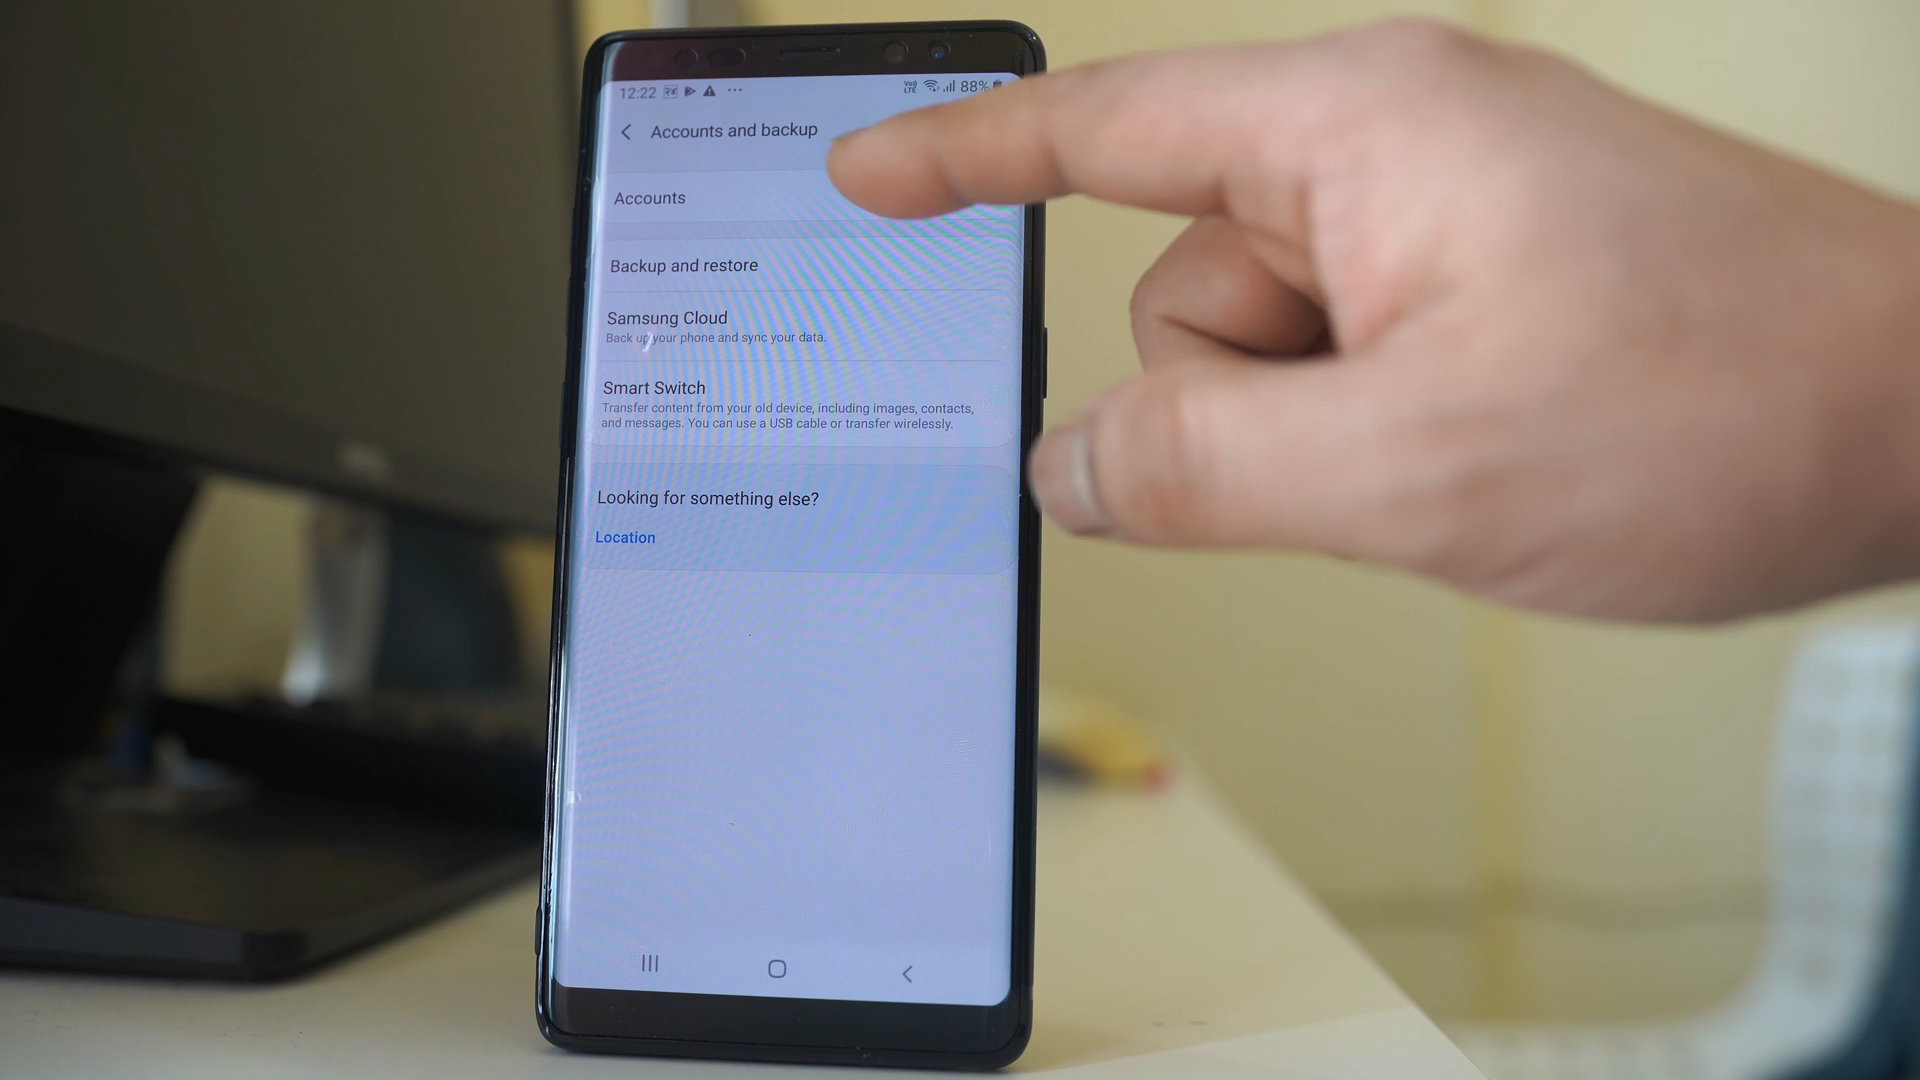 12:22 ... Vo) LTE 88%
Accounts and backup
Accounts
Backup and restore
Samsung Cloud
Back up your phone and sync your data.
Smart Switch
Transfer content from your old device, including images, contacts,
and messages. You can use a USB cable or transfer wirelessly.
Looking for something else?
Location